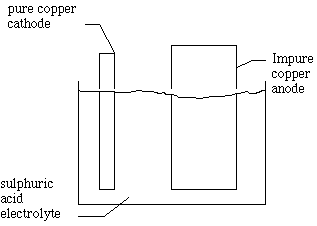 pure copper
cathode
Impure
copper
anode
sulphuric
acid
electrolyte